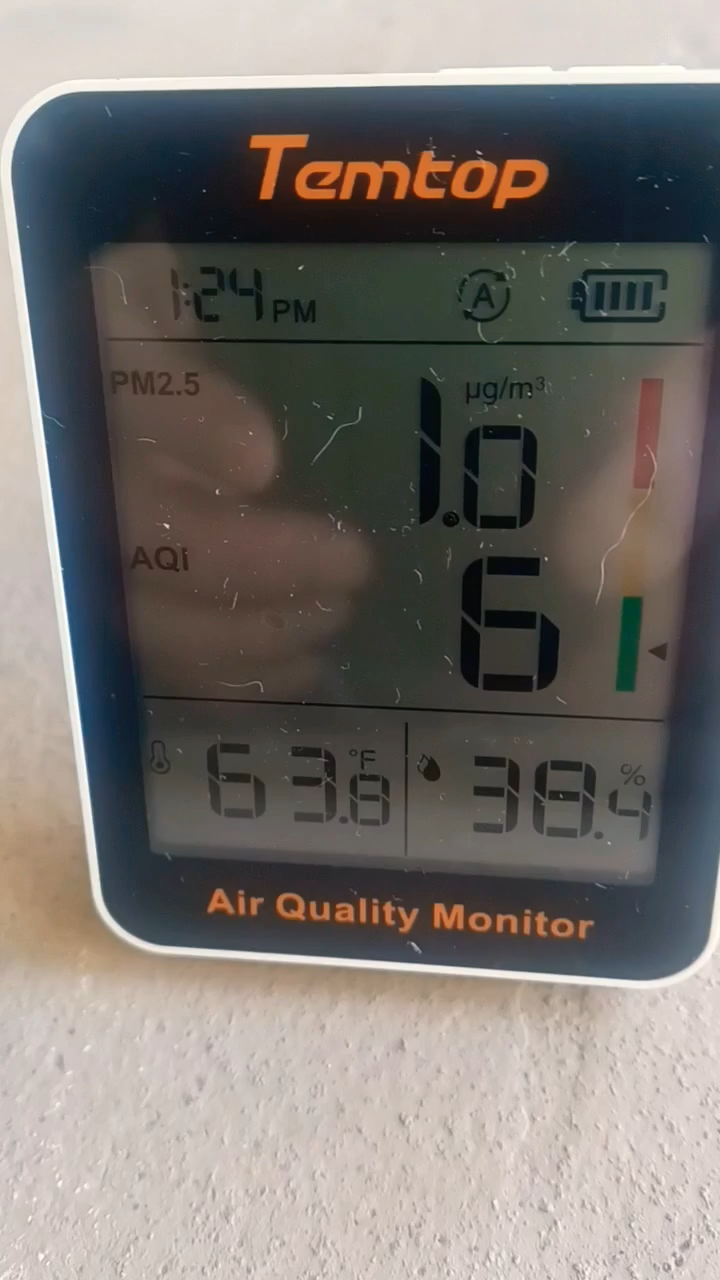 Temtop
1:24 PM A
PM2.5 1.0 µg/m³
AQI 6
63.8 °F 38.4 %
Air Quality Monitor